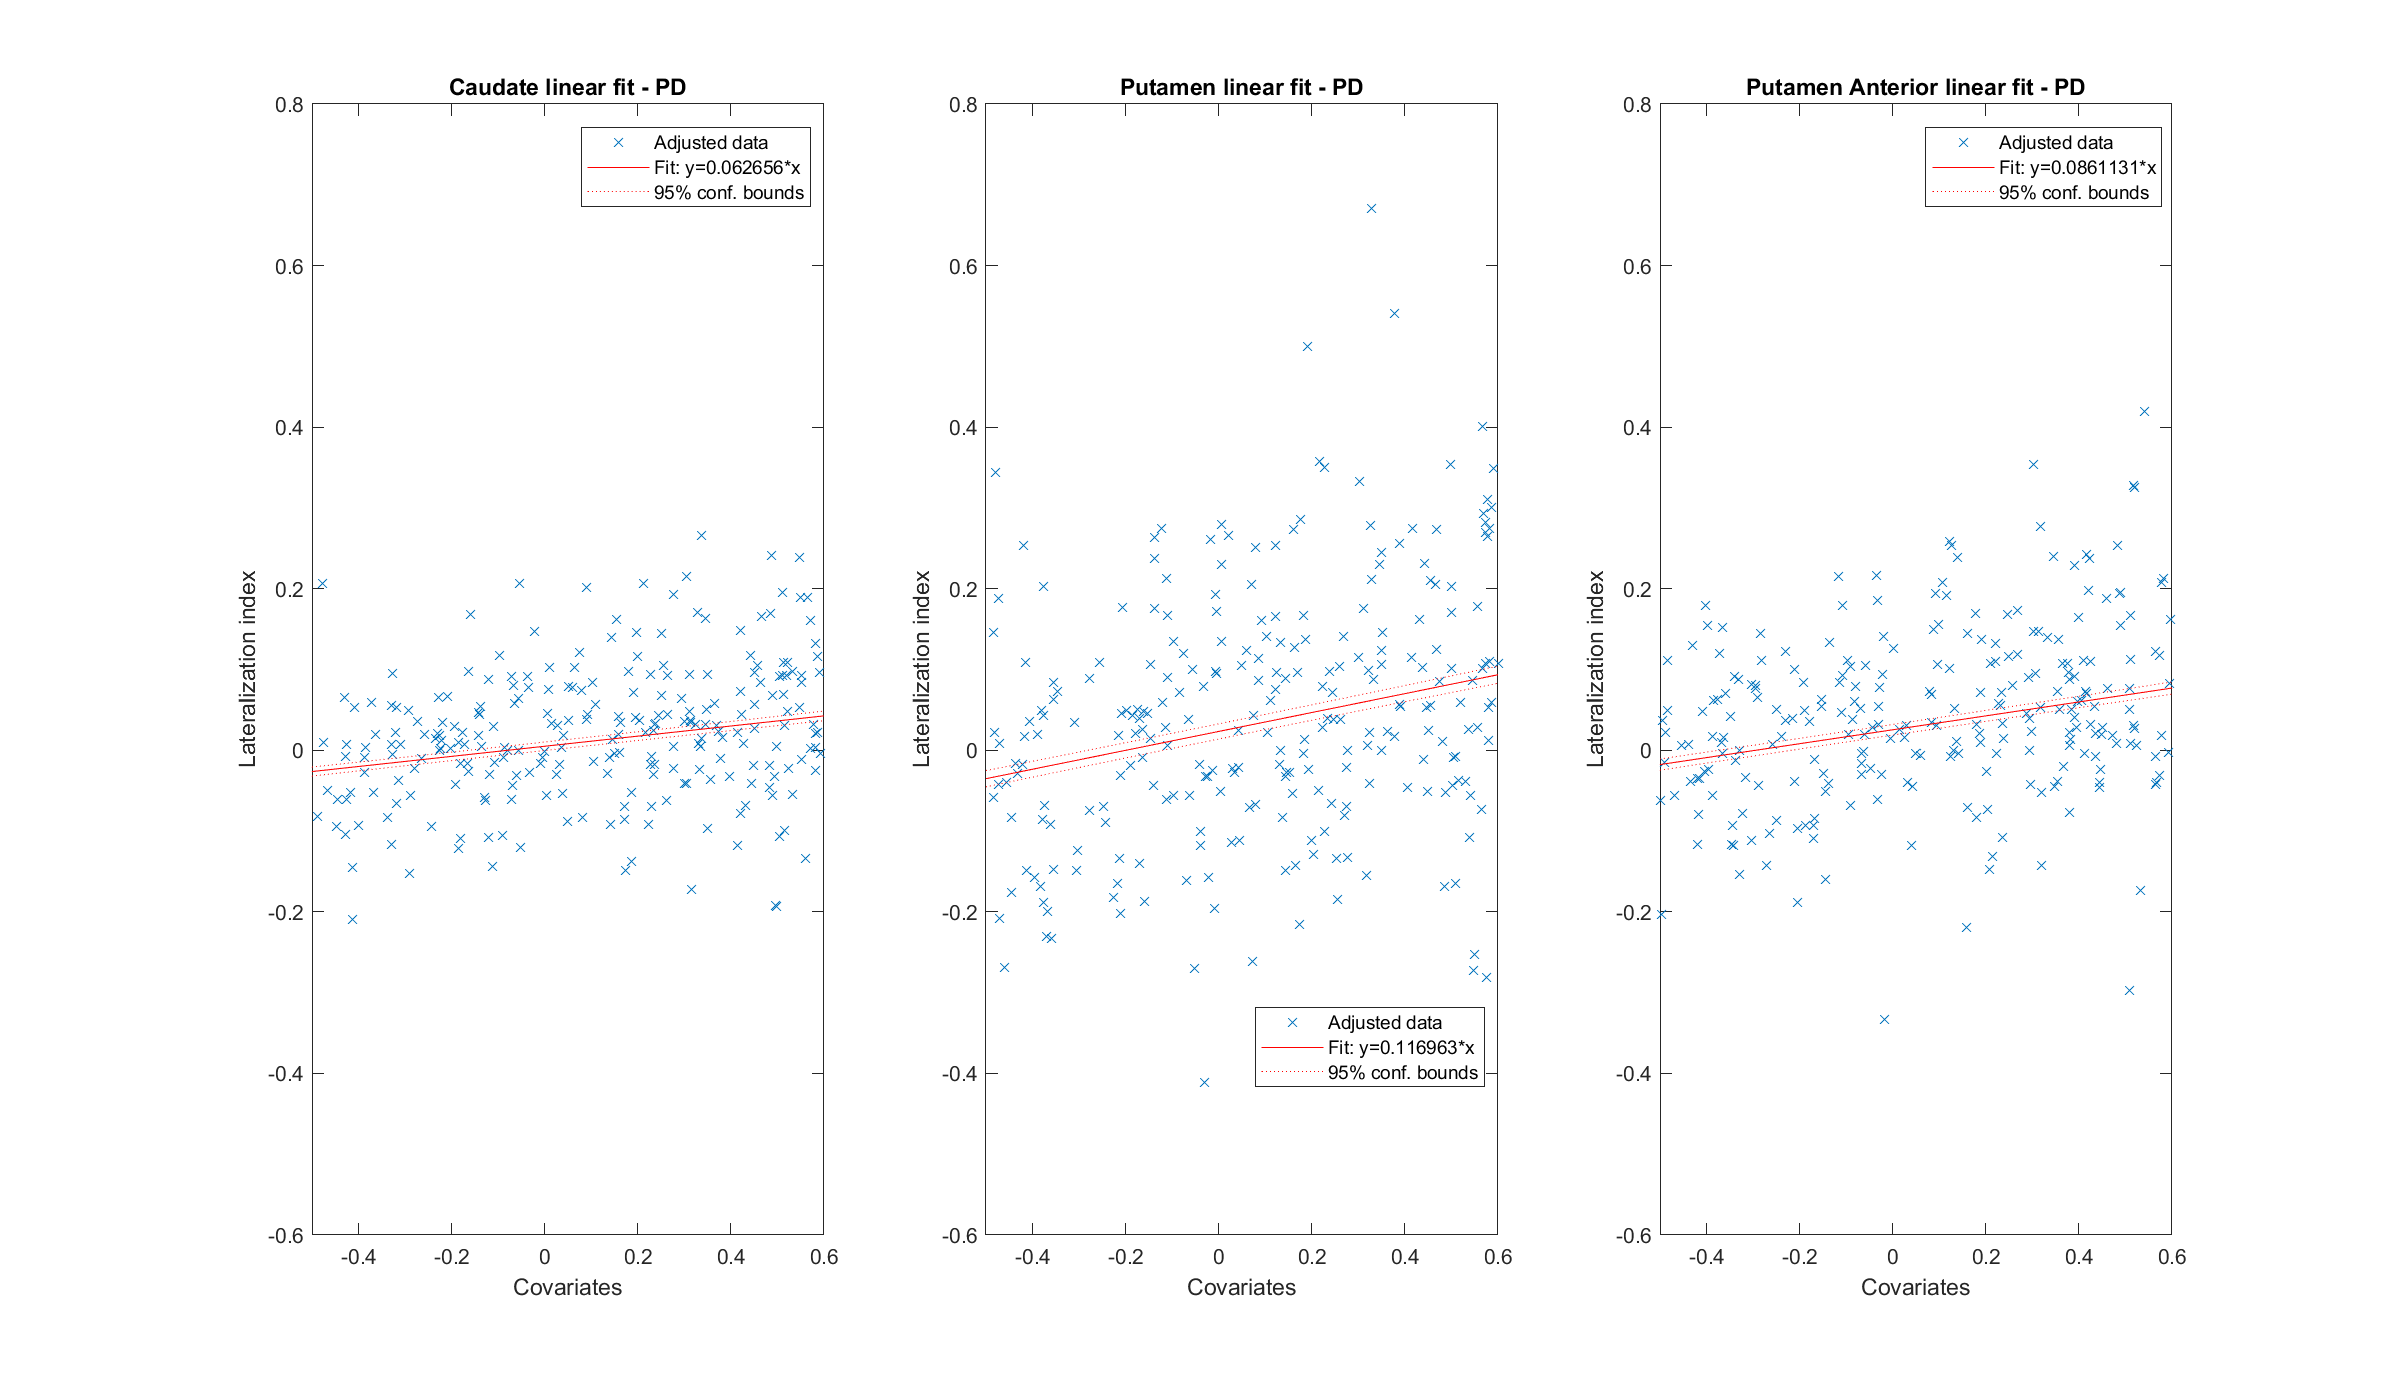 Caudate linear fit - PD
0.8
0.6
0.4
0.2
0
-0.2
-0.4
-0.6
-0.4
-0.2
0
0.2
0.4
0.6
Lateralization index
Covariates
Adjusted data
Fit: y=0.062656*x
95% conf. bounds
Putamen linear fit - PD
0.8
0.6
0.4
0.2
0
-0.2
-0.4
-0.6
-0.4
-0.2
0
0.2
0.4
0.6
Lateralization index
Covariates
Adjusted data
Fit: y=0.116963*x
95% conf. bounds
Putamen Anterior linear fit - PD
0.8
0.6
0.4
0.2
0
-0.2
-0.4
-0.6
-0.4
-0.2
0
0.2
0.4
0.6
Lateralization index
Covariates
Adjusted data
Fit: y=0.0861131*x
95% conf. bounds